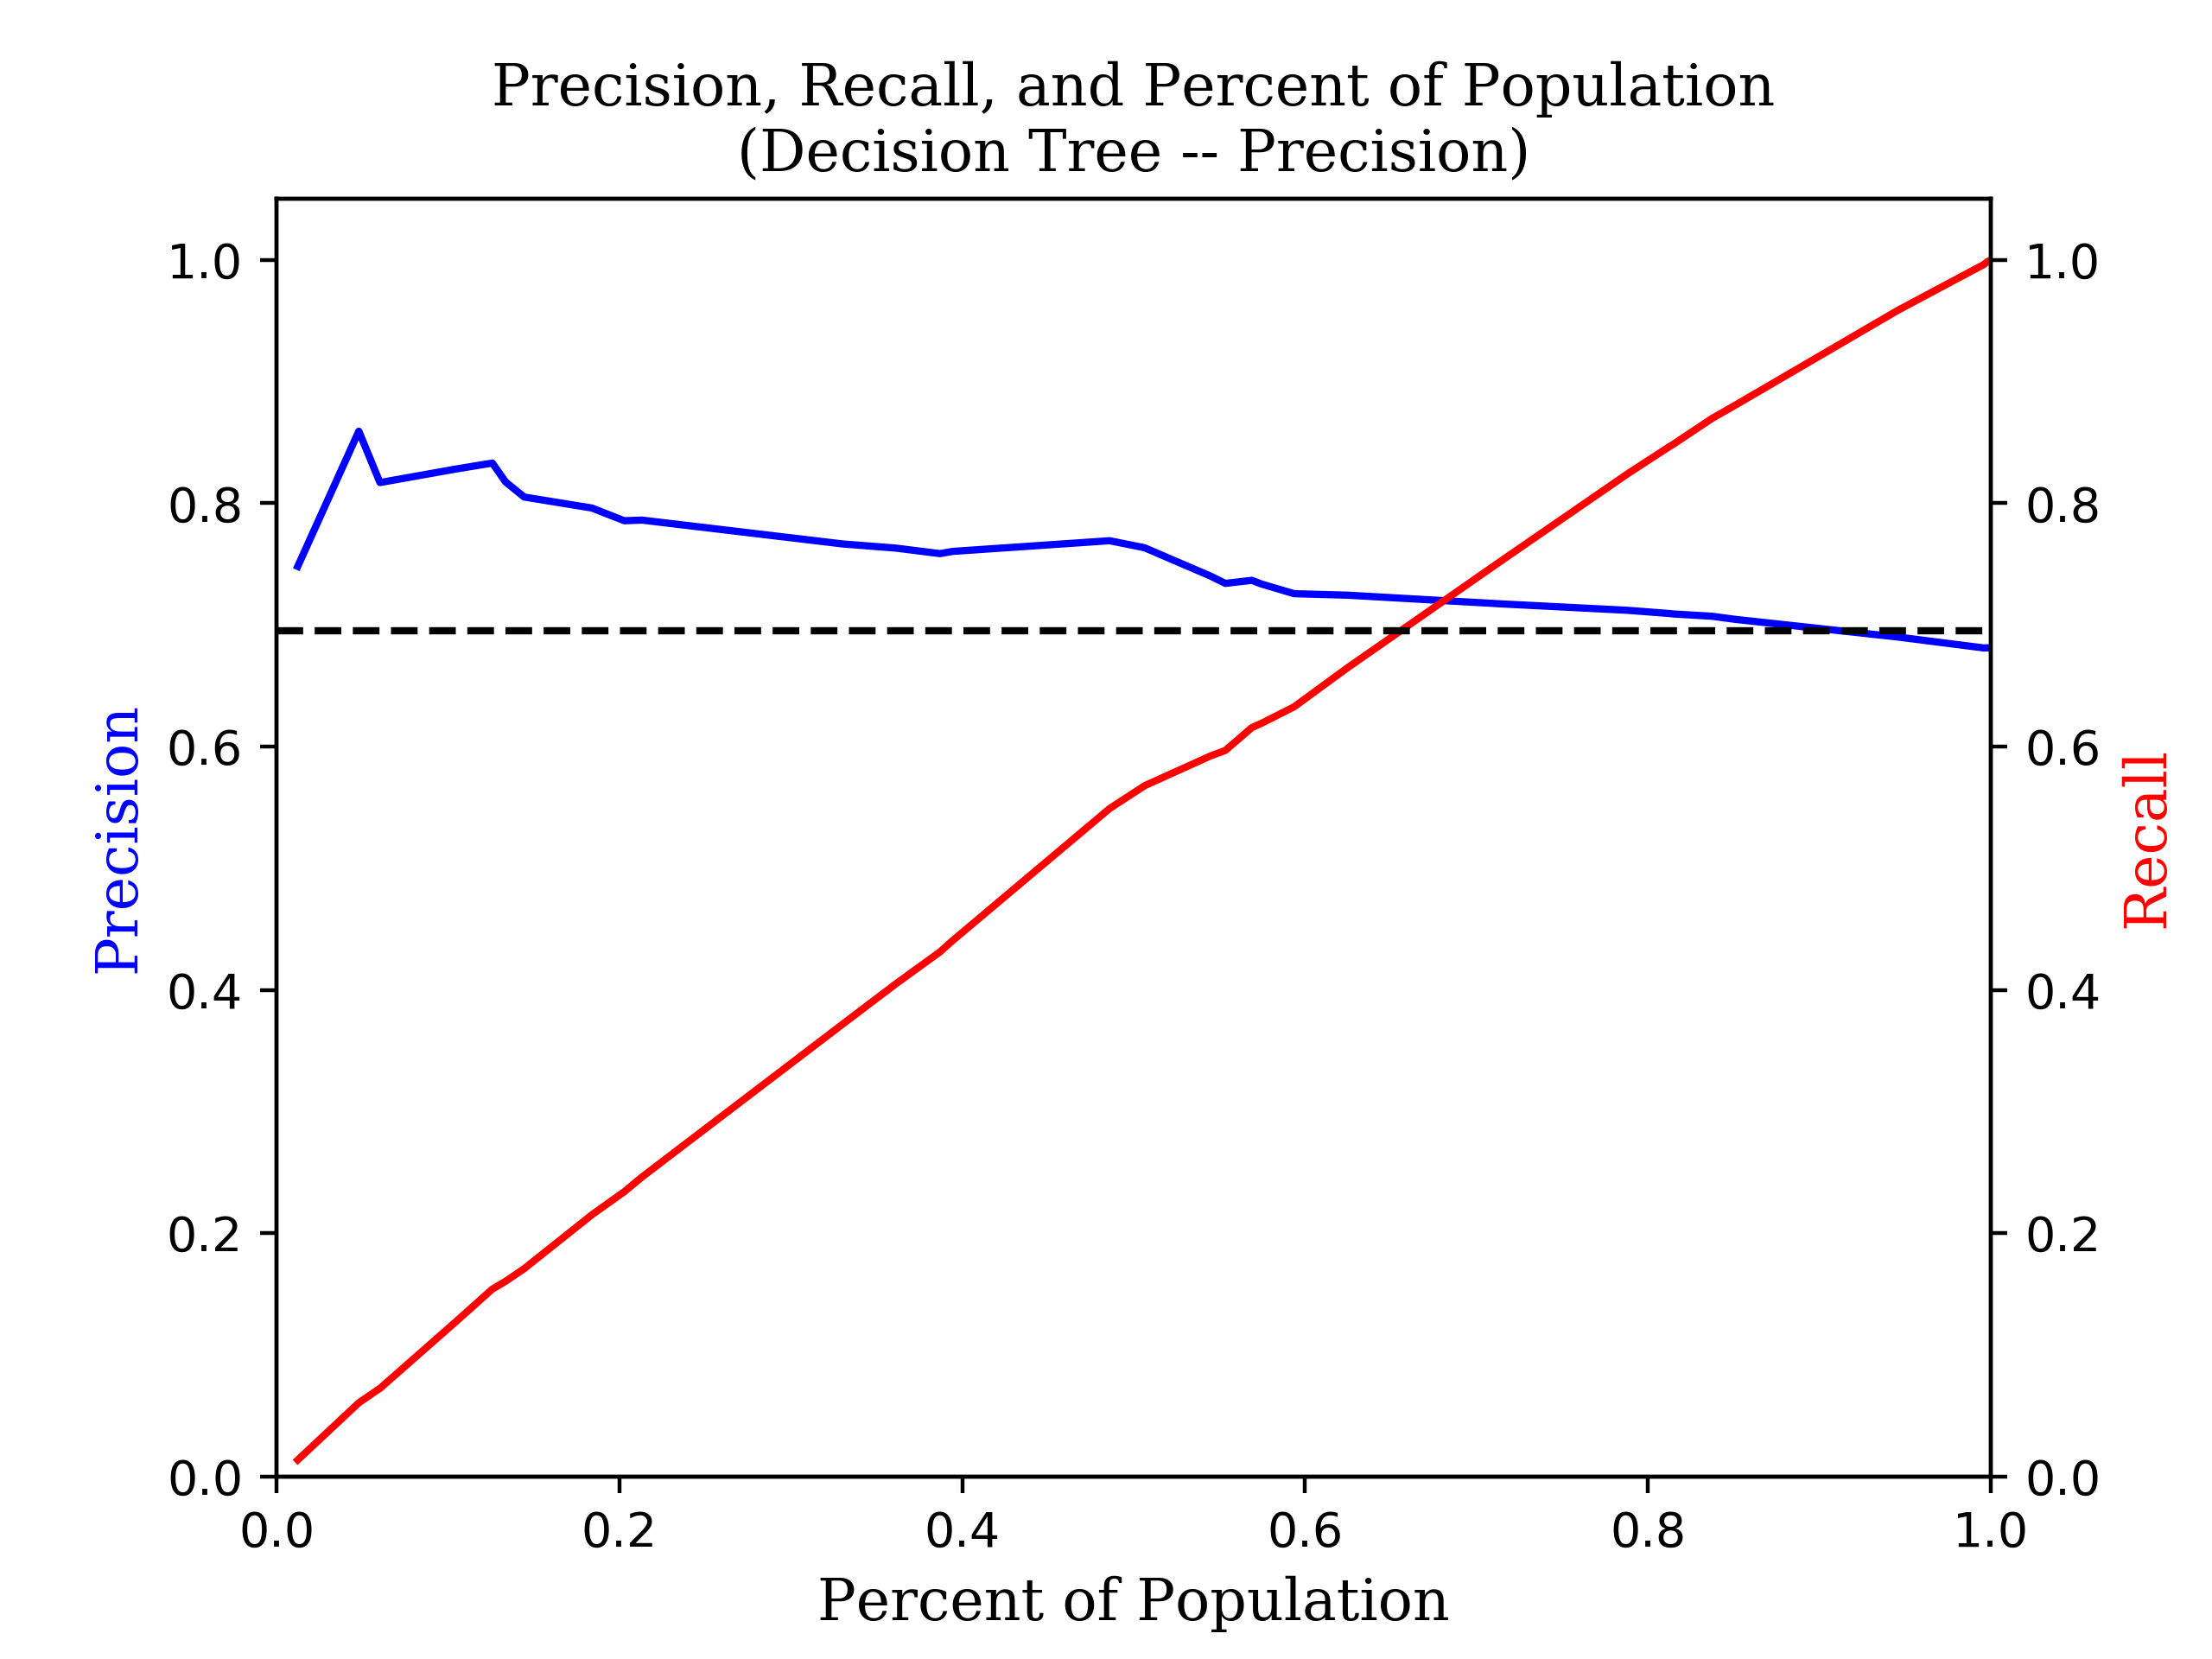 Precision, Recall, and Percent of Population
(Decision Tree -- Precision)
1.0
0.8
0.6
0.4
0.2
0.0
Precision
1.0
0.8
0.6
0.4
0.2
0.0
Recall
0.0 0.2 0.4 0.6 0.8 1.0
Percent of Population